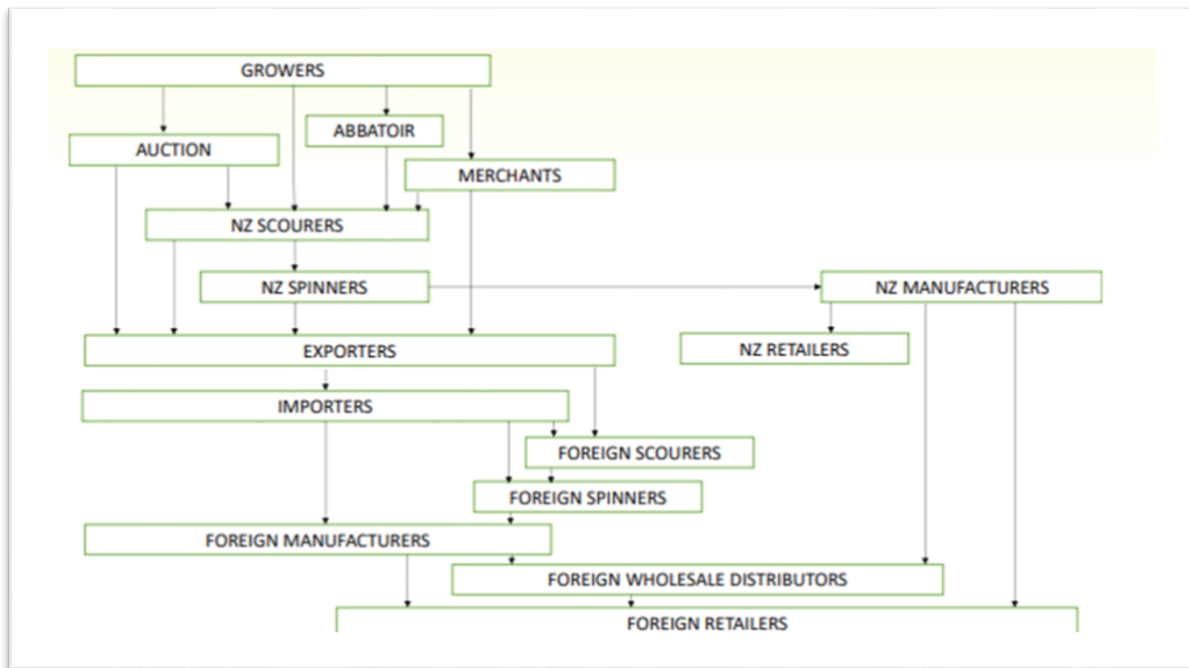 GROWERS
ABBATOIR
AUCTION
MERCHANTS
NZ SCOURERS
NZ SPINNERS
NZ MANUFACTURERS
EXPORTERS
NZ RETAILERS
IMPORTERS
FOREIGN SCOURERS
FOREIGN SPINNERS
FOREIGN MANUFACTURERS
FOREIGN WHOLESALE DISTRIBUTORS
FOREIGN RETAILERS